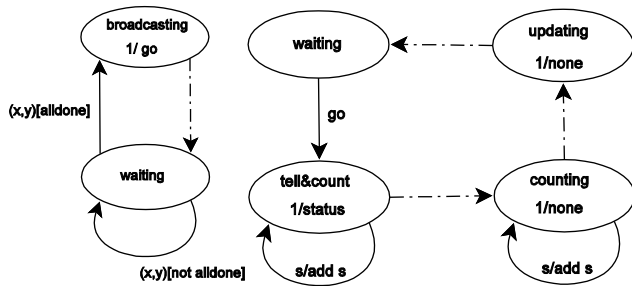 broadcasting
1/ go
(x,y)[alldone]
waiting
(x,y)[not alldone]
waiting
go
tell&count
1/status
s/add s
updating
1/none
counting
1/none
s/add s